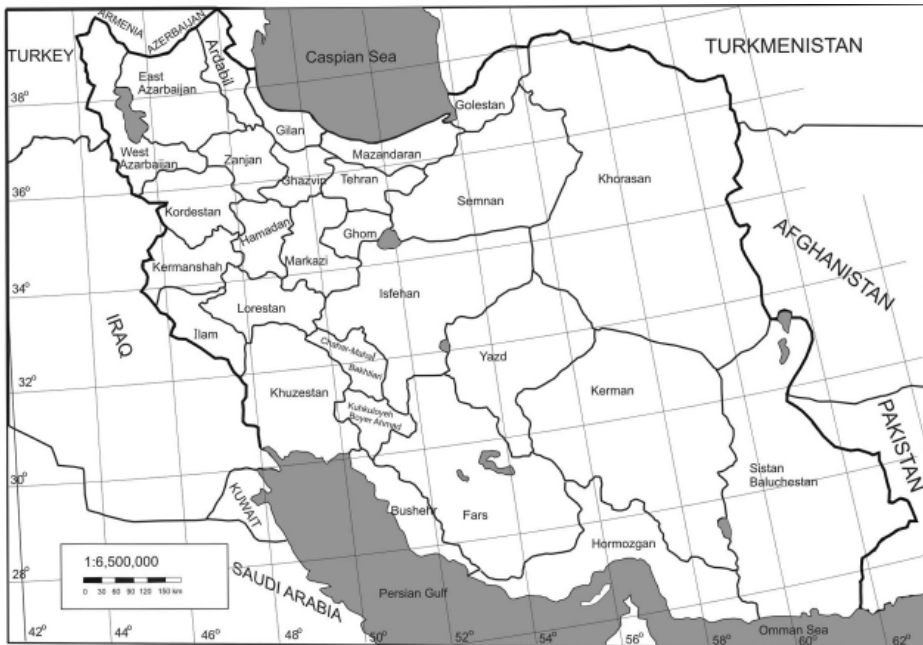 ARMENIA
AZERBAIJAN
TURKEY
Caspian Sea
TURKMENISTAN
East
Azarbaijan
Ardabil
38°
Golestan
Gilan
West
Azarbaijan
Zanjan
Mazandaran
Ghazvin
Tehran
Khorasan
36°
Semnan
Kordestan
Hamadan
Ghom
AFGHANISTAN
Kermanshah
Markazi
34°
Isfehan
Lorestan
Ilam
IRAQ
Chahar-Mahal
Bakhtiari
Yazd
32°
Khuzestan
Kerman
Kuhkuloyeh
Boyer Ahmad
PAKISTAN
30°
Sistan
Baluchestan
KUWAIT
Bushehr
Fars
Hormozgan
1:6,500,000
0 30 60 90 120 150 km
28°
SAUDI ARABIA
Persian Gulf
Omman Sea
42° 44° 46° 48° 50° 52° 54° 56° 58° 60° 62°